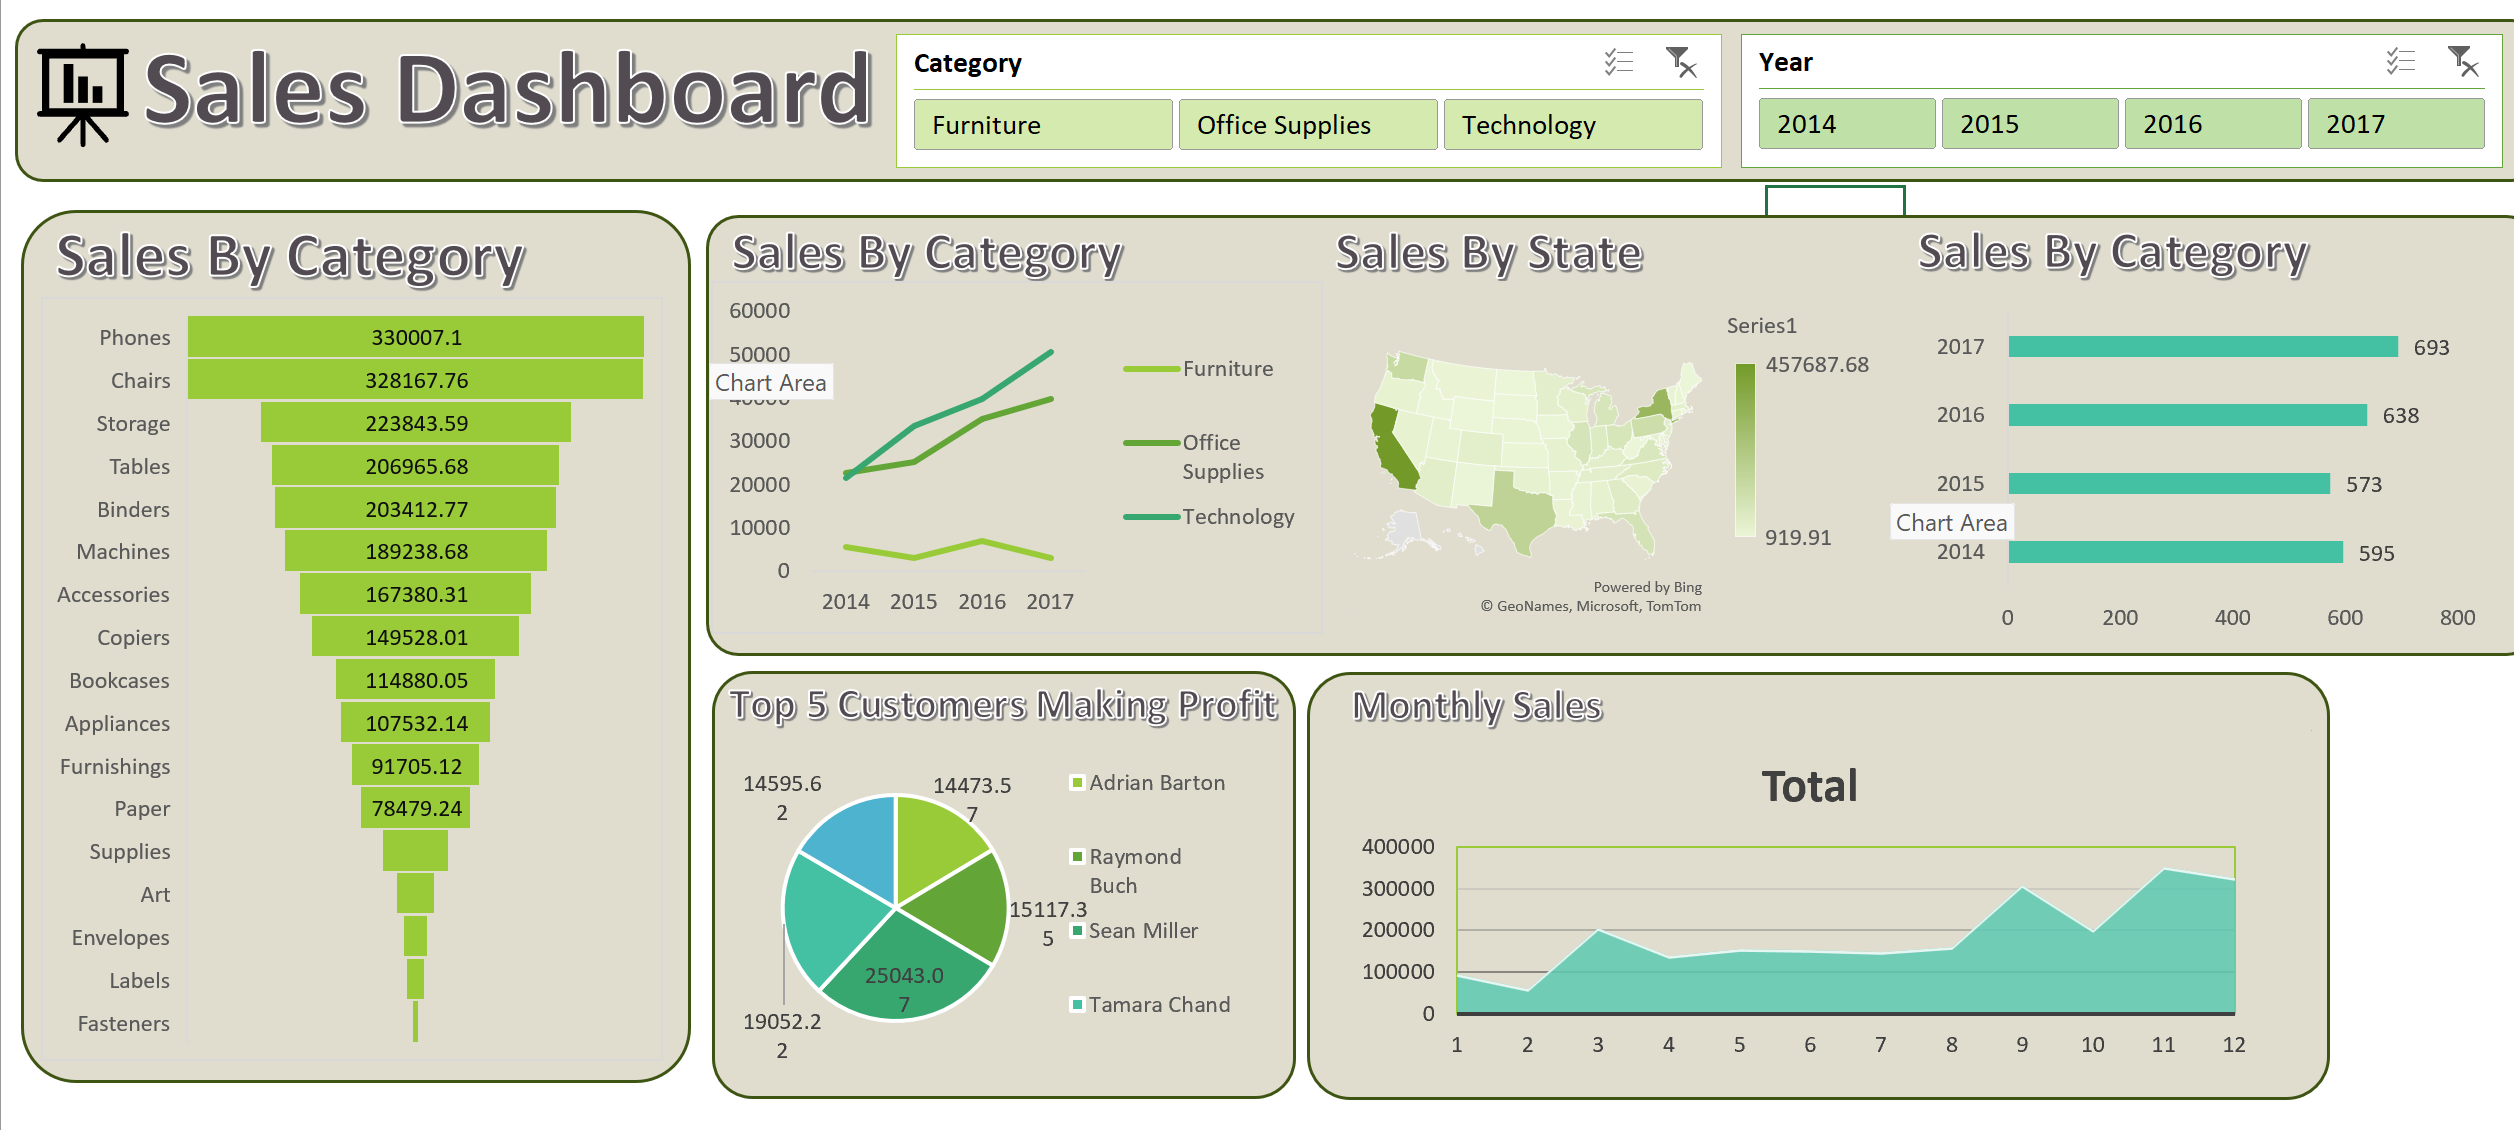 Sales Dashboard
Category
Furniture
Office Supplies
Technology
Year
2014
2015
2016
2017
Sales By Category
Phones
330007.1
Chairs
328167.76
Storage
223843.59
Tables
206965.68
Binders
203412.77
Machines
189238.68
Accessories
167380.31
Copiers
149528.01
Bookcases
114880.05
Appliances
107532.14
Furnishings
91705.12
Paper
78479.24
Supplies
Art
Envelopes
Labels
Fasteners
Sales By Category
60000
50000
Chart Area
30000
20000
10000
0
2014
2015
2016
2017
Furniture
Office
Supplies
Technology
Sales By State
Series1
457687.68
919.91
Powered by Bing
© GeoNames, Microsoft, TomTom
Sales By Category
2017
693
2016
638
2015
573
Chart Area
2014
595
0
200
400
600
800
Top 5 Customers Making Profit
14595.6
2
14473.5
7
15117.3
5
25043.0
7
19052.2
2
Adrian Barton
Raymond
Buch
Sean Miller
Tamara Chand
Monthly Sales
Total
400000
300000
200000
100000
0
1
2
3
4
5
6
7
8
9
10
11
12